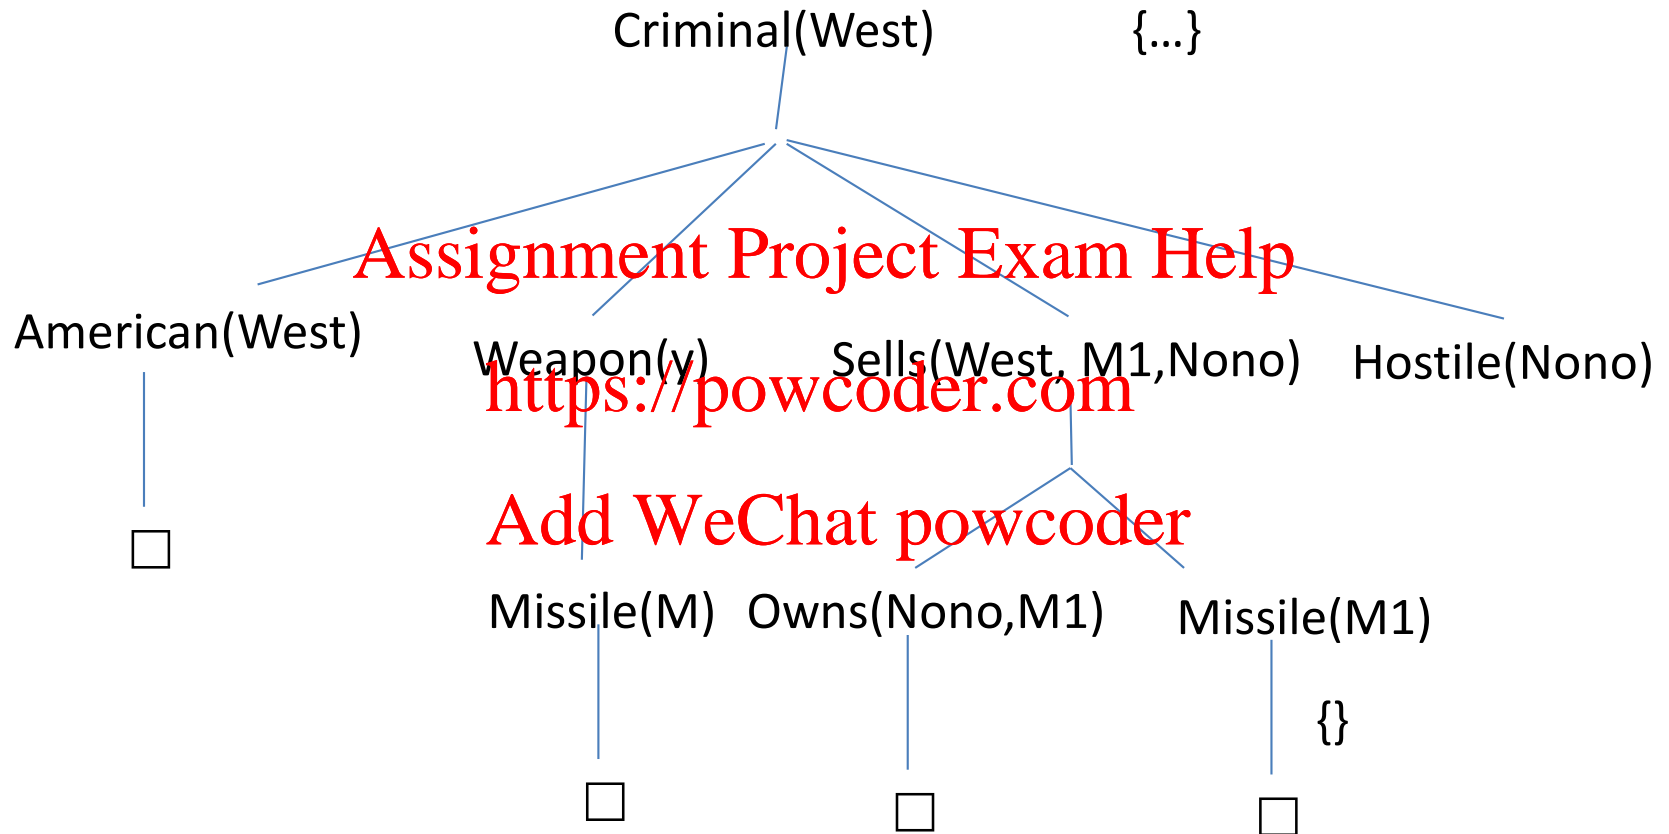 Criminal(West) {...}
Assignment Project Exam Help
American(West) Weapon(y) Sells(West, M1,Nono) Hostile(Nono)
https://powcoder.com
Add WeChat powcoder
Missile(M) Owns(Nono,M1) Missile(M1)
{}